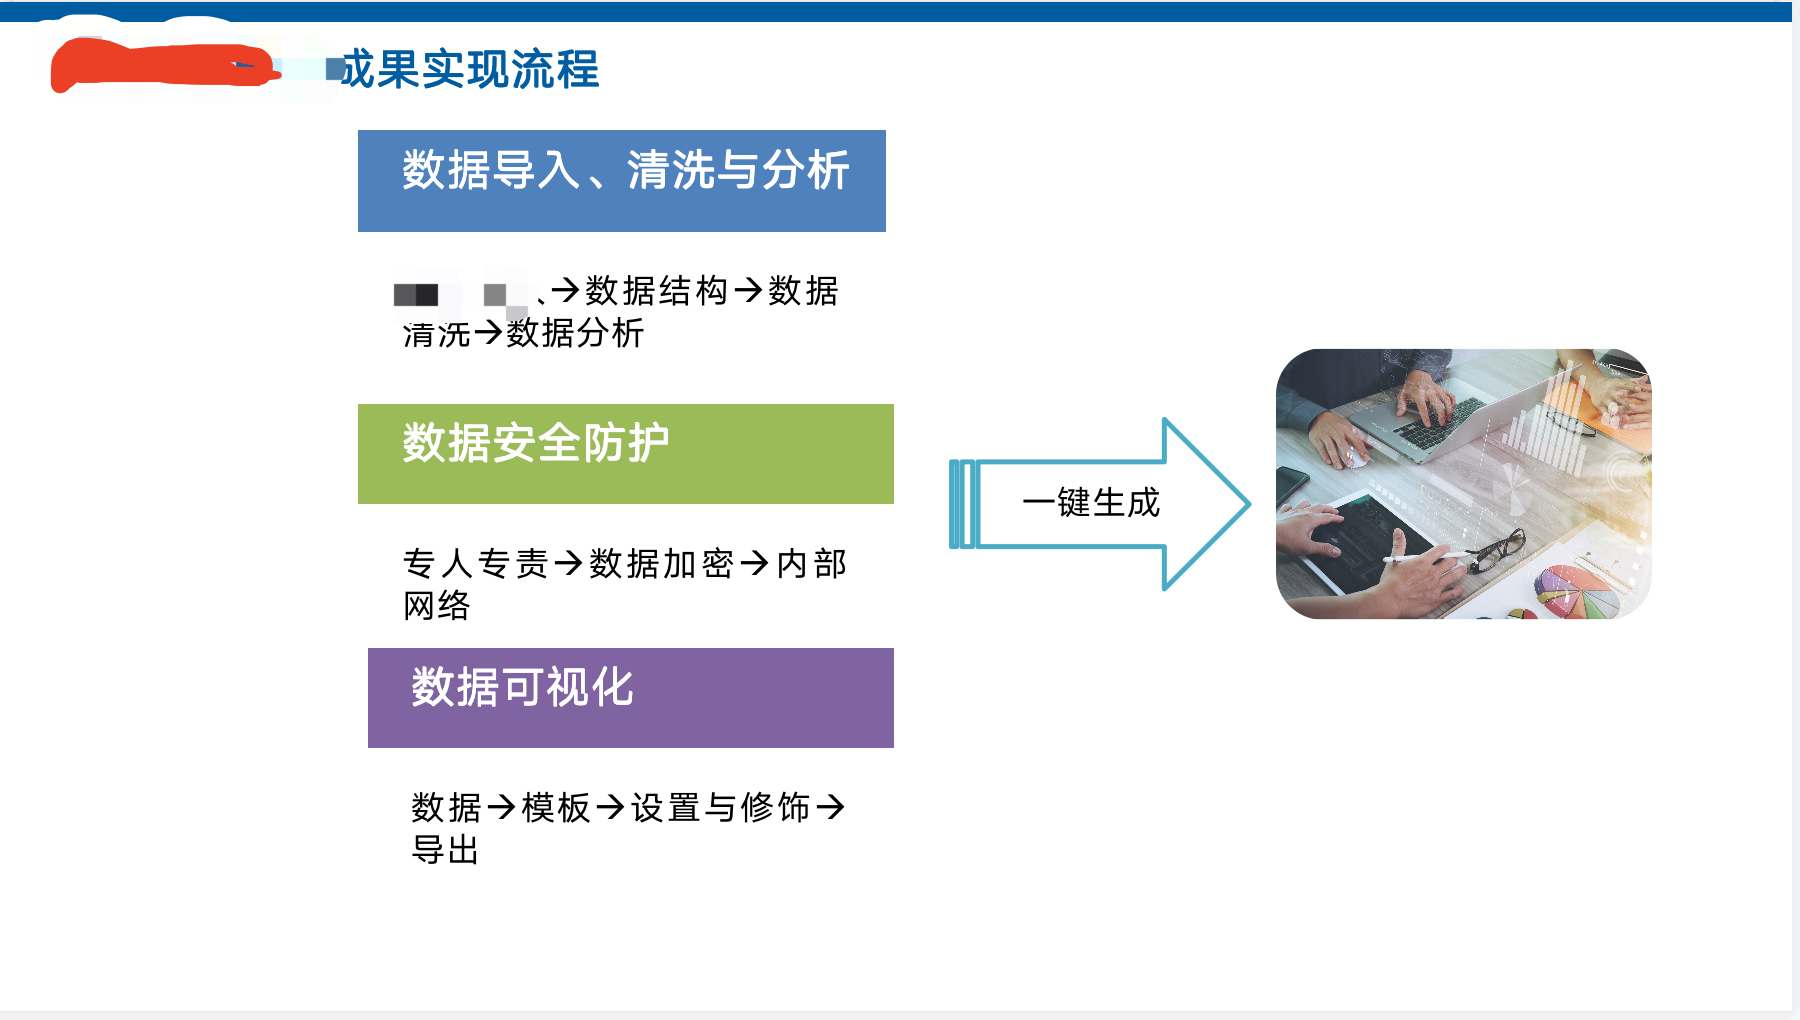 成果实现流程
数据导入、清洗与分析
、→数据结构→数据
清洗→数据分析
数据安全防护
专人专责→数据加密→内部
网络
数据可视化
数据→模板→设置与修饰→
导出
一键生成